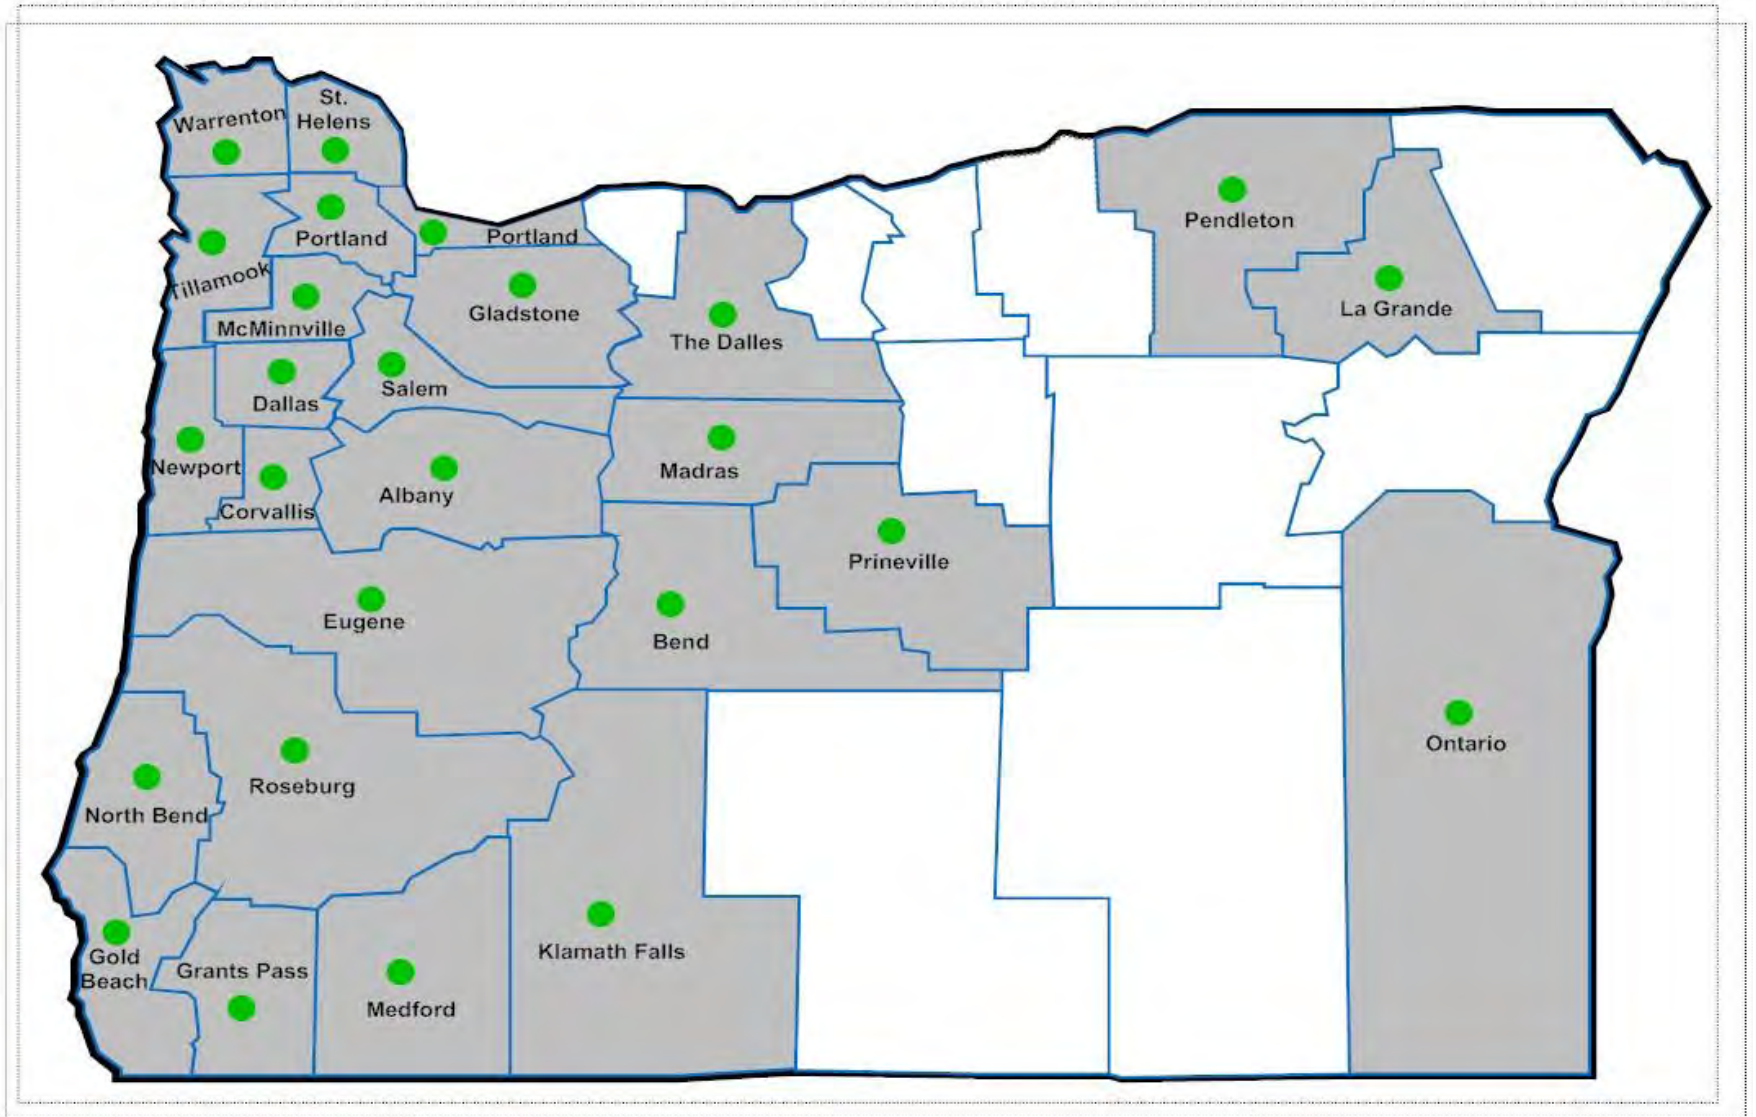 St.
Helens
Warrenton
Portland
Portland
Pendleton
Tillamook
La Grande
Gladstone
McMinnville
The Dalles
Salem
Dallas
Newport
Madras
Albany
Corvallis
Prineville
Eugene
Bend
Ontario
Roseburg
North Bend
Klamath Falls
Gold
Beach
Grants Pass
Medford